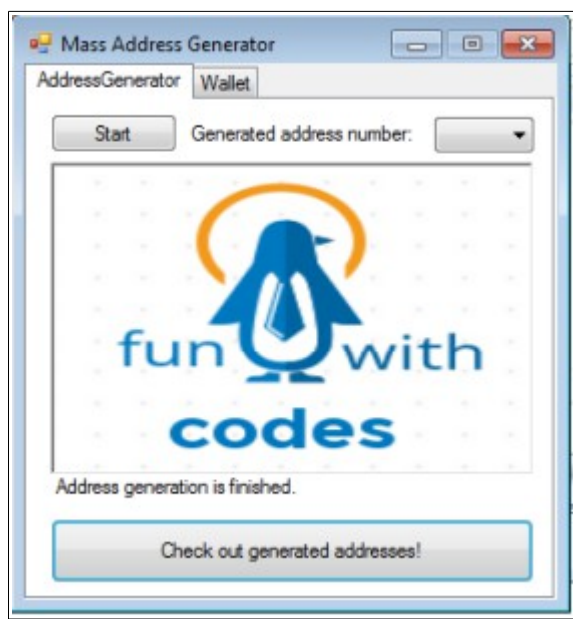 Mass Address Generator
AddressGenerator Wallet
Start Generated address number:
fun with
codes
Address generation is finished.
Check out generated addresses!